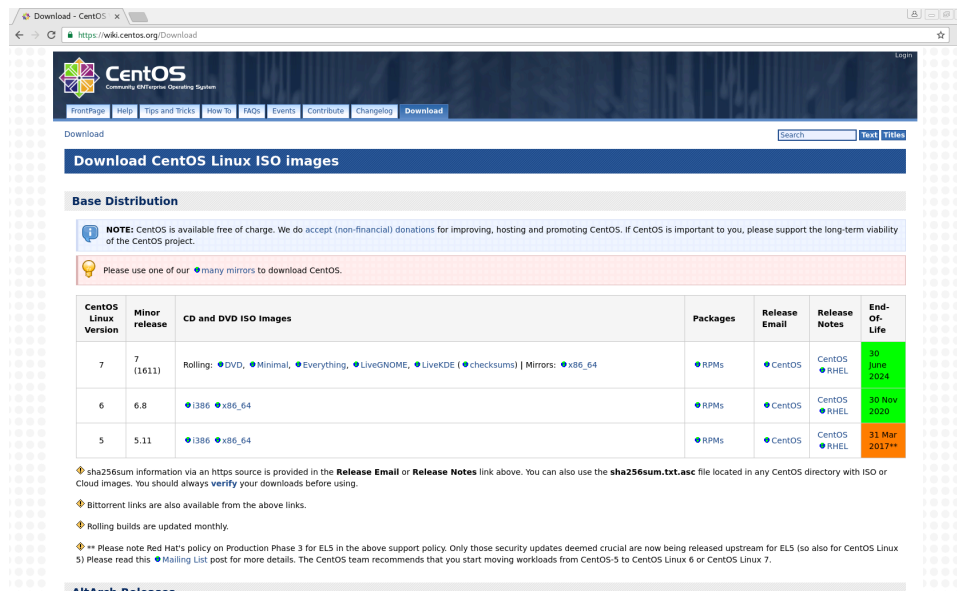 Download - CentOS
https://wiki.centos.org/Download
Login
CentOS
Community ENTerprise Operating System
FrontPage Help Tips and Tricks How To FAQs Events Contribute Changelog Download
Download
Search Text Titles
Download CentOS Linux ISO images
Base Distribution
NOTE: CentOS is available free of charge. We do accept (non-financial) donations for improving, hosting and promoting CentOS. If CentOS is important to you, please support the long-term viability
of the CentOS project.
Please use one of our many mirrors to download CentOS.
CentOS Linux Version
Minor release
CD and DVD ISO Images
Packages
Release Email
Release Notes
End-Of-Life
7
7 (1611)
Rolling: DVD, Minimal, Everything, LiveGNOME, LiveKDE ( checksums) | Mirrors: x86_64
RPMs
CentOS
CentOS
RHEL
30 June 2024
6
6.8
i386 x86_64
RPMs
CentOS
CentOS
RHEL
30 Nov 2020
5
5.11
i386 x86_64
RPMs
CentOS
CentOS
RHEL
31 Mar 2017**
sha256sum information via an https source is provided in the Release Email or Release Notes link above. You can also use the sha256sum.txt.asc file located in any CentOS directory with ISO or
Cloud images. You should always verify your downloads before using.
Bittorrent links are also available from the above links.
Rolling builds are updated monthly.
** Please note Red Hat's policy on Production Phase 3 for EL5 in the above support policy. Only those security updates deemed crucial are now being released upstream for EL5 (so also for CentOS Linux
5) Please read this Mailing List post for more details. The CentOS team recommends that you start moving workloads from CentOS-5 to CentOS Linux 6 or CentOS Linux 7.
AltArch Releases